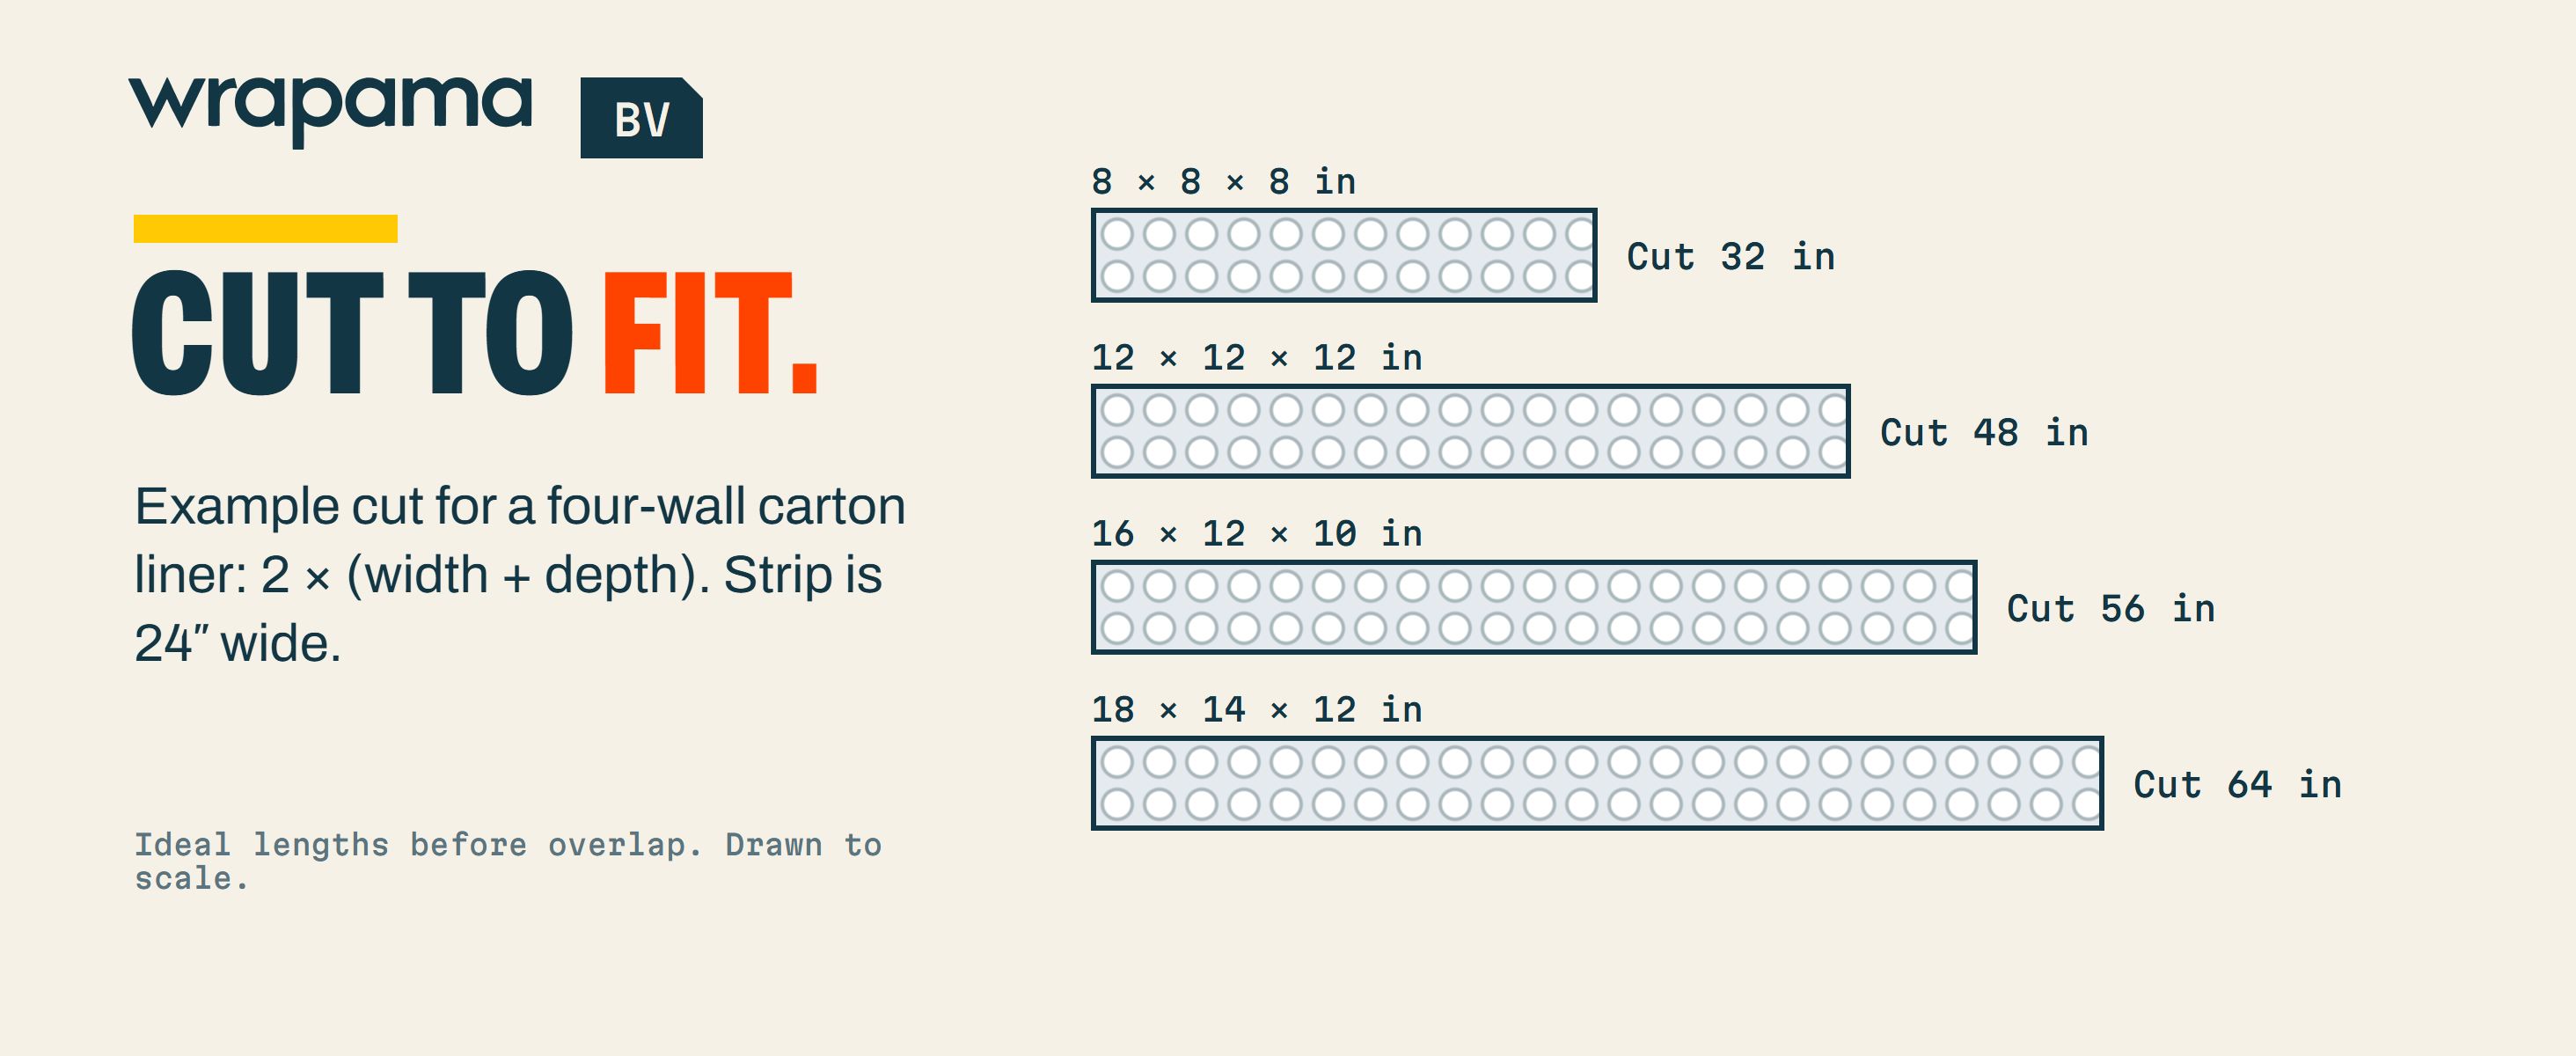 wrapama
BV
CUT TO FIT.
Example cut for a four-wall carton
liner: 2 × (width + depth). Strip is
24″ wide.
Ideal lengths before overlap. Drawn to
scale.
8 × 8 × 8 in
Cut 32 in
12 × 12 × 12 in
Cut 48 in
16 × 12 × 10 in
Cut 56 in
18 × 14 × 12 in
Cut 64 in